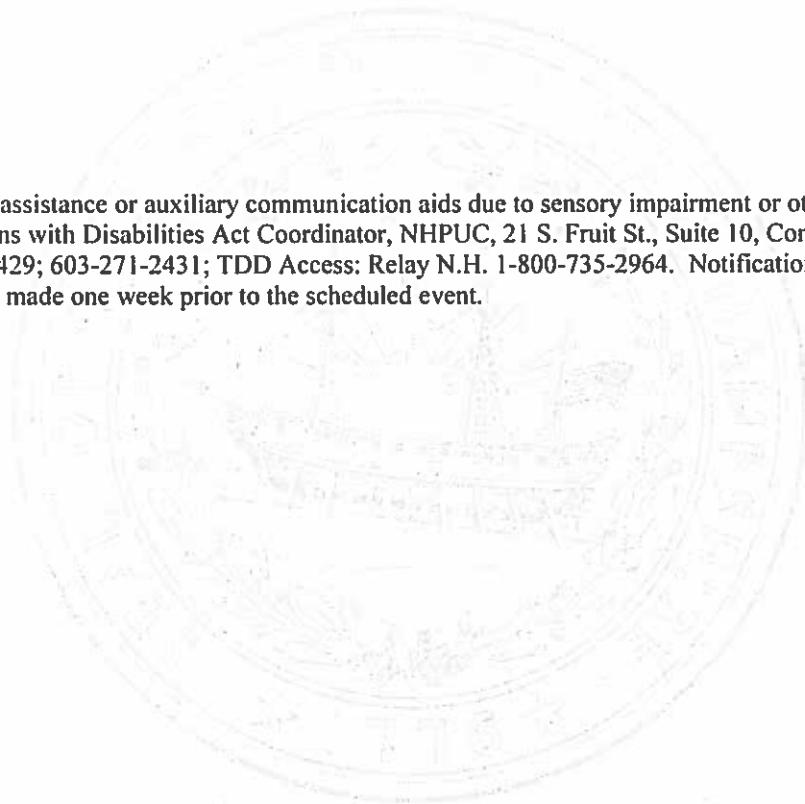 assistance or auxiliary communication aids due to sensory impairment or ot
ns with Disabilities Act Coordinator, NHPUC, 21 S. Fruit St., Suite 10, Con
429; 603-271-2431; TDD Access: Relay N.H. 1-800-735-2964. Notification
made one week prior to the scheduled event.